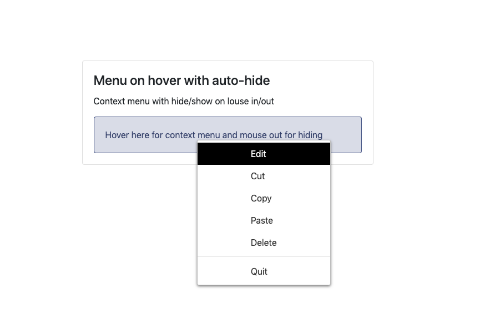 Menu on hover with auto-hide
Context menu with hide/show on louse in/out
Hover here for context menu and mouse out for hiding
Edit
Cut
Copy
Paste
Delete
Quit